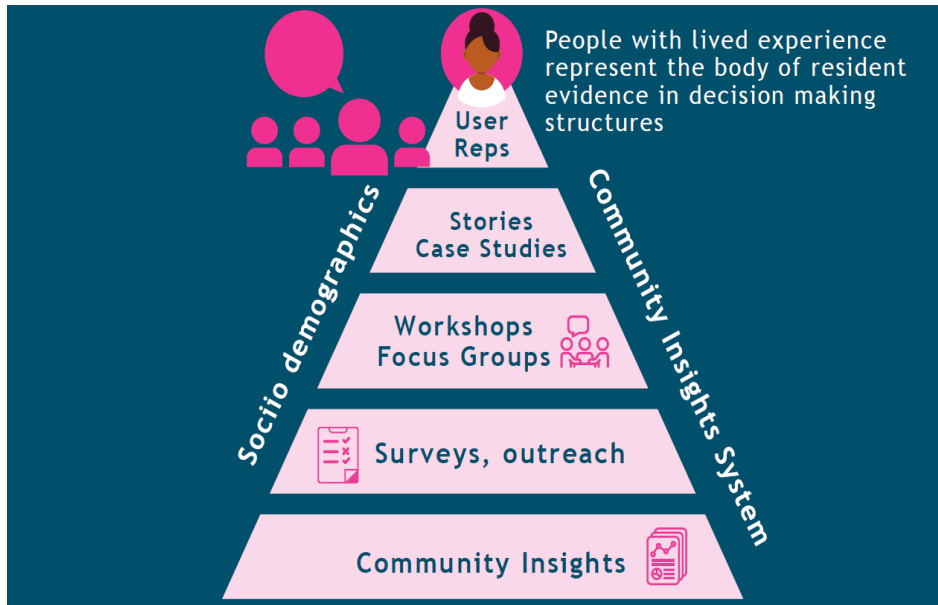 People with lived experience
represent the body of resident
evidence in decision making
structures
User
Reps
Stories
Case Studies
Workshops
Focus Groups
Surveys, outreach
Community Insights
Sociio demographics
Community Insights System